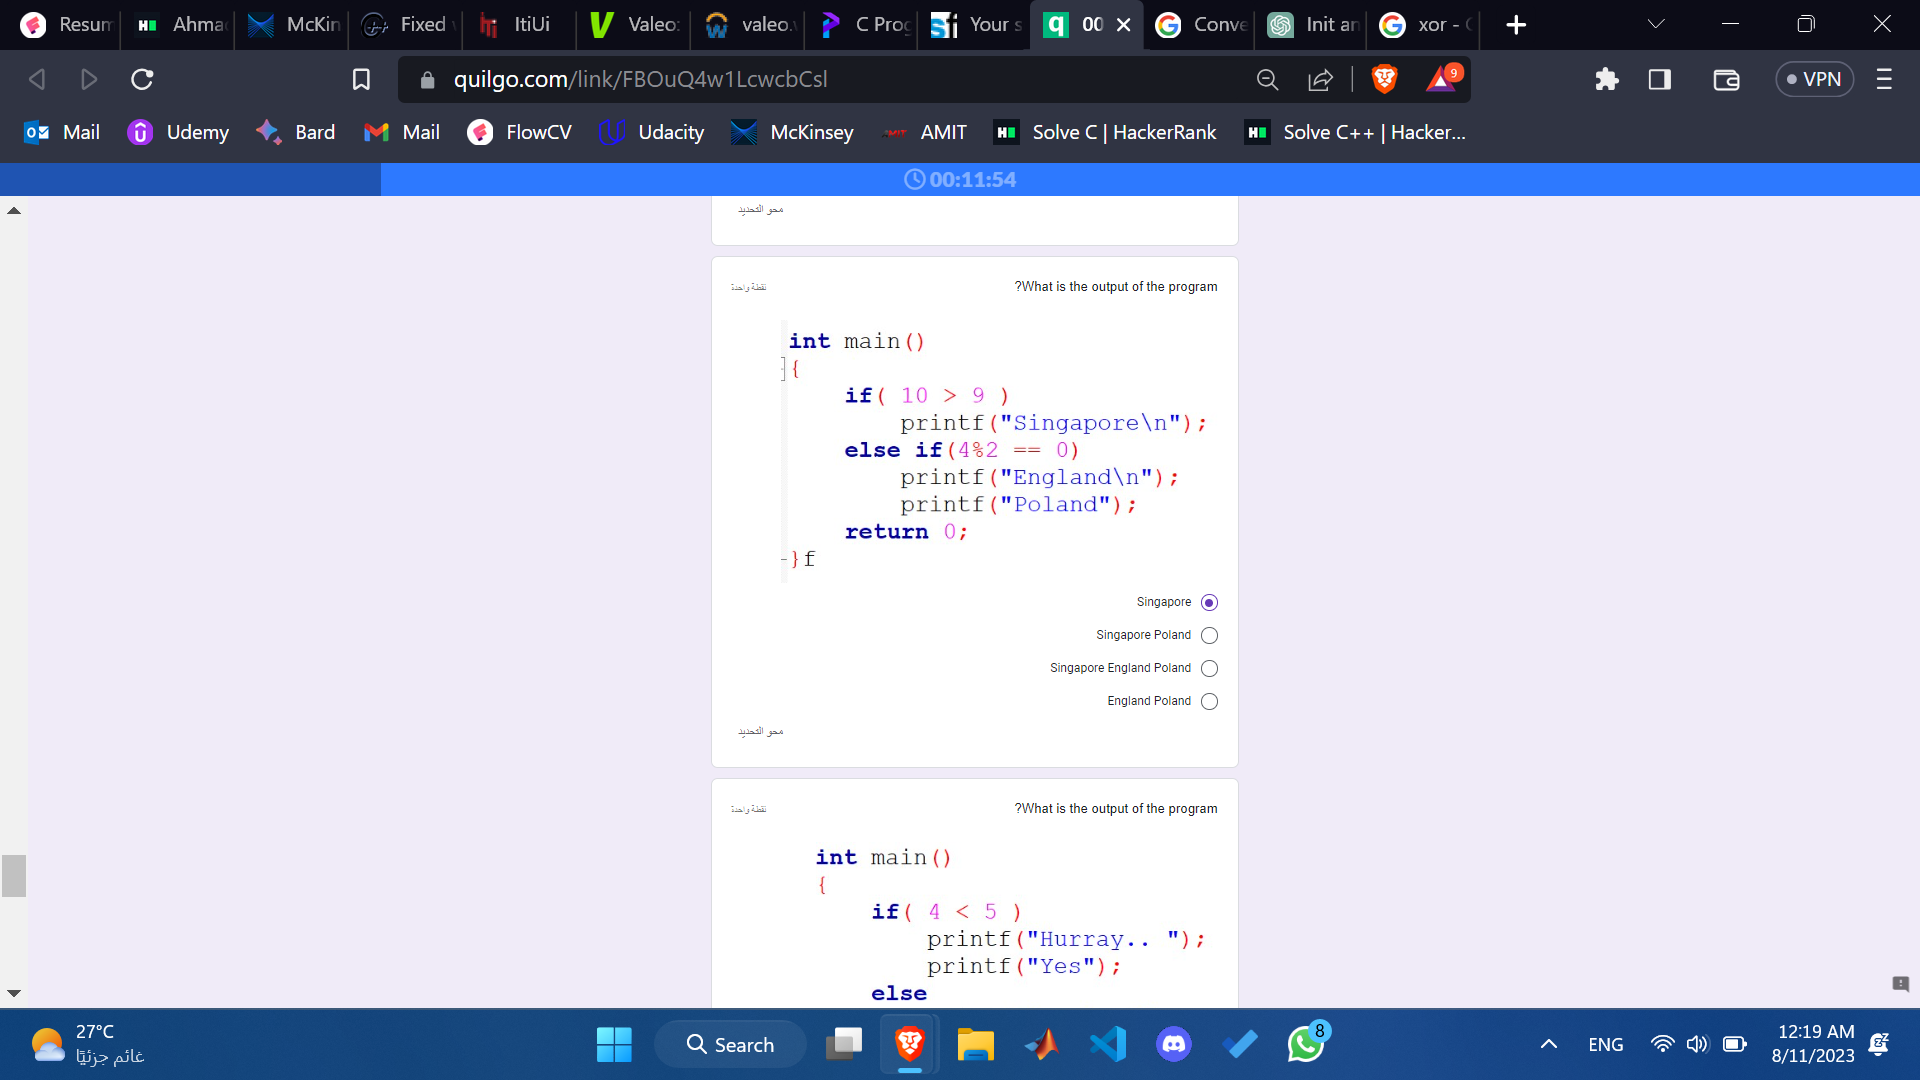 Resum
Ahmad
McKin
Fixed v
ItiUi
Valeo:
valeo.w
C Prog
Your s
00
Conve
Init an
xor - G
quilgo.com/link/FBOuQ4w1LcwcbCsl
9
VPN
Mail
Udemy
Bard
Mail
FlowCV
Udacity
McKinsey
AMIT
Solve C | HackerRank
Solve C++ | Hacker...
00:11:54
محو التحديد
نقطة واحدة
?What is the output of the program
int main()
{
if( 10 > 9 )
printf("Singapore\n");
else if(4%2 == 0)
printf("England\n");
printf("Poland");
return 0;
}f
Singapore
Singapore Poland
Singapore England Poland
England Poland
محو التحديد
نقطة واحدة
?What is the output of the program
int main()
{
if( 4 < 5 )
printf("Hurray.. ");
printf("Yes");
else
27°C
غائم جزئيًا
Search
8
ENG
12:19 AM
8/11/2023